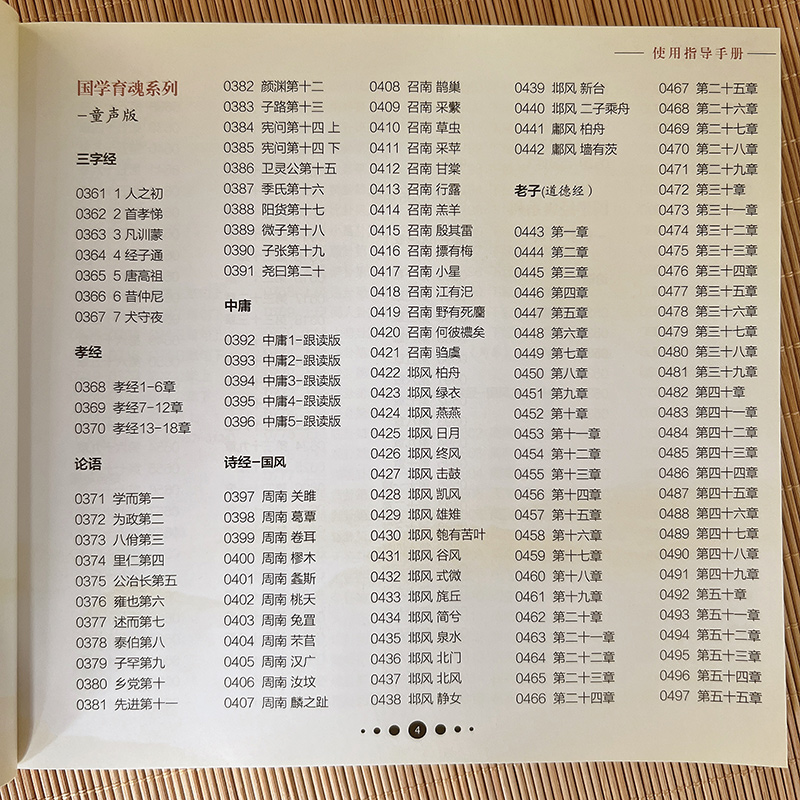 使用指导手册
国学育魂系列
-童声版
三字经
0361 1 人之初
0362 2 首孝悌
0363 3 凡训蒙
0364 4 经子通
0365 5 唐高祖
0366 6 昔仲尼
0367 7 犬守夜
孝经
0368 孝经1-6章
0369 孝经7-12章
0370 孝经13-18章
论语
0371 学而第一
0372 为政第二
0373 八佾第三
0374 里仁第四
0375 公冶长第五
0376 雍也第六
0377 述而第七
0378 泰伯第八
0379 子罕第九
0380 乡党第十
0381 先进第十一
0382 颜渊第十二
0383 子路第十三
0384 宪问第十四 上
0385 宪问第十四 下
0386 卫灵公第十五
0387 季氏第十六
0388 阳货第十七
0389 微子第十八
0390 子张第十九
0391 尧曰第二十
中庸
0392 中庸1-跟读版
0393 中庸2-跟读版
0394 中庸3-跟读版
0395 中庸4-跟读版
0396 中庸5-跟读版
诗经-国风
0397 周南 关雎
0398 周南 葛覃
0399 周南 卷耳
0400 周南 樛木
0401 周南 螽斯
0402 周南 桃夭
0403 周南 兔罝
0404 周南 芣苢
0405 周南 汉广
0406 周南 汝坟
0407 周南 麟之趾
0408 召南 鹊巢
0409 召南 采蘩
0410 召南 草虫
0411 召南 采苹
0412 召南 甘棠
0413 召南 行露
0414 召南 羔羊
0415 召南 殷其雷
0416 召南 摽有梅
0417 召南 小星
0418 召南 江有汜
0419 召南 野有死麕
0420 召南 何彼襛矣
0421 召南 驺虞
0422 邶风 柏舟
0423 邶风 绿衣
0424 邶风 燕燕
0425 邶风 日月
0426 邶风 终风
0427 邶风 击鼓
0428 邶风 凯风
0429 邶风 雄雉
0430 邶风 匏有苦叶
0431 邶风 谷风
0432 邶风 式微
0433 邶风 旄丘
0434 邶风 简兮
0435 邶风 泉水
0436 邶风 北门
0437 邶风 北风
0438 邶风 静女
0439 邶风 新台
0440 邶风 二子乘舟
0441 鄘风 柏舟
0442 鄘风 墙有茨
老子(道德经)
0443 第一章
0444 第二章
0445 第三章
0446 第四章
0447 第五章
0448 第六章
0449 第七章
0450 第八章
0451 第九章
0452 第十章
0453 第十一章
0454 第十二章
0455 第十三章
0456 第十四章
0457 第十五章
0458 第十六章
0459 第十七章
0460 第十八章
0461 第十九章
0462 第二十章
0463 第二十一章
0464 第二十二章
0465 第二十三章
0466 第二十四章
0467 第二十五章
0468 第二十六章
0469 第二十七章
0470 第二十八章
0471 第二十九章
0472 第三十章
0473 第三十一章
0474 第三十二章
0475 第三十三章
0476 第三十四章
0477 第三十五章
0478 第三十六章
0479 第三十七章
0480 第三十八章
0481 第三十九章
0482 第四十章
0483 第四十一章
0484 第四十二章
0485 第四十三章
0486 第四十四章
0487 第四十五章
0488 第四十六章
0489 第四十七章
0490 第四十八章
0491 第四十九章
0492 第五十章
0493 第五十一章
0494 第五十二章
0495 第五十三章
0496 第五十四章
0497 第五十五章
4